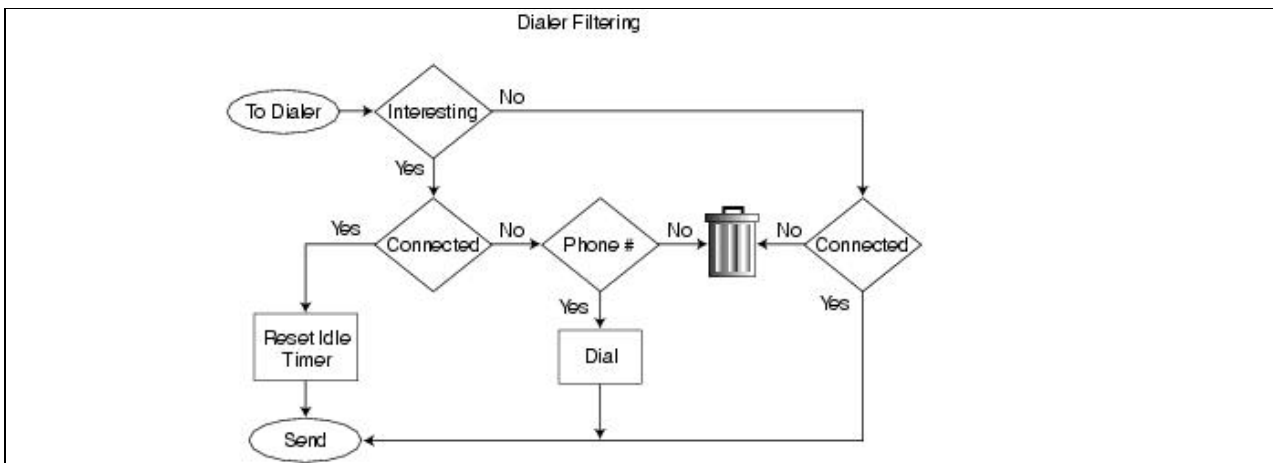 Dialer Filtering
To Dialer
Interesting
No
Yes
Yes
Connected
No
Phone #
No
No
Connected
Yes
Yes
Reset Idle
Timer
Dial
Send